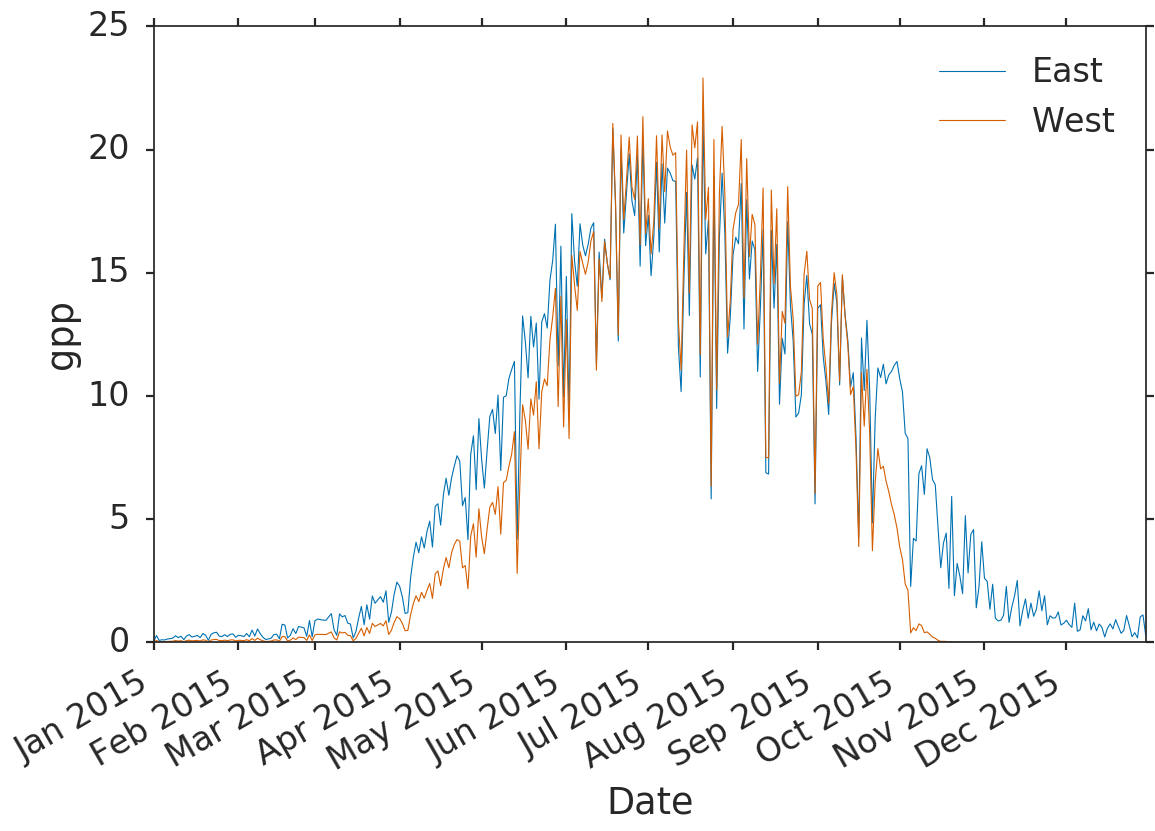 25
20
15
10
5
0
gpp
East
West
Jan 2015
Feb 2015
Mar 2015
Apr 2015
May 2015
Jun 2015
Jul 2015
Aug 2015
Sep 2015
Oct 2015
Nov 2015
Dec 2015
Date